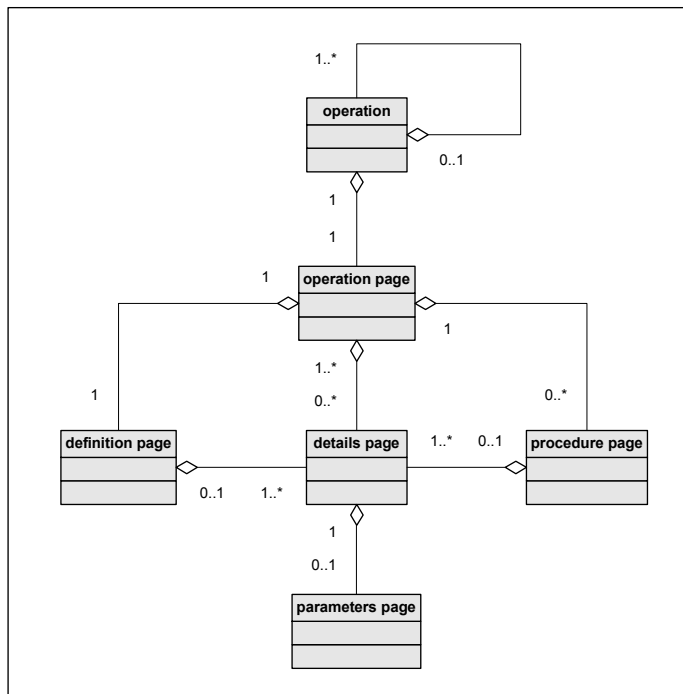 1..*
operation
0..1
1
1
operation page
1
1
1..*
1
0..*
0..*
definition page
details page
procedure page
1..*
0..1
0..1
1..*
1
0..1
parameters page